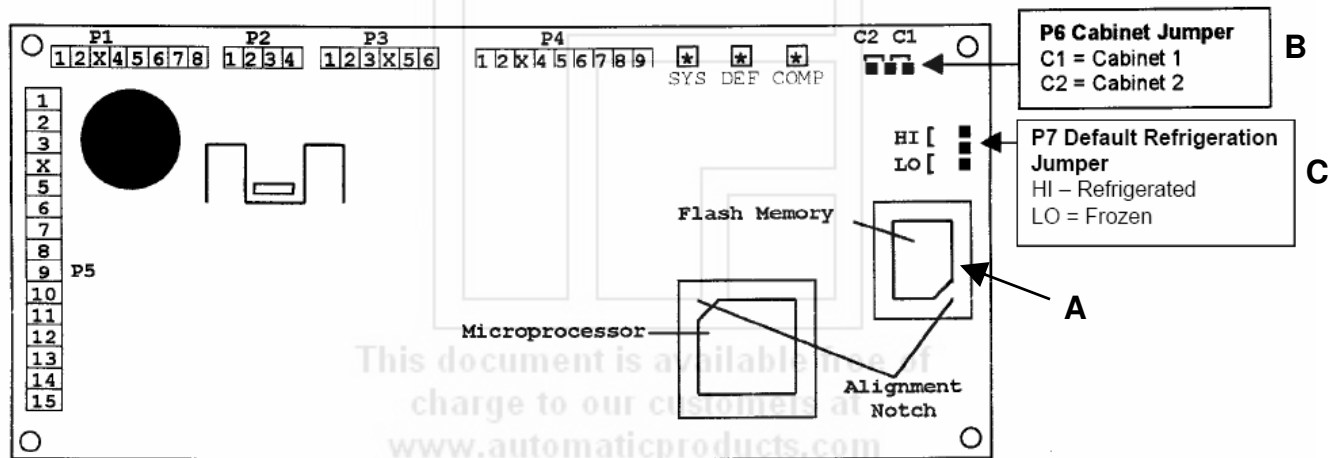 P1 P2 P3 P4 C2 C1
1 2 X 4 5 6 7 8 1 2 3 4 1 2 3 X 5 6 1 2 X 4 5 6 7 8 9 * * *
SYS DEF COMP
P6 Cabinet Jumper
C1 = Cabinet 1
C2 = Cabinet 2
B
HI [
LO [
P7 Default Refrigeration
Jumper
HI – Refrigerated
LO = Frozen
C
1
2
3
X
5
6
7
8
9 P5
10
11
12
13
14
15
Flash Memory
A
Microprocessor
Alignment
Notch
This document is available free of
charge to our customers at
www.automaticproducts.com